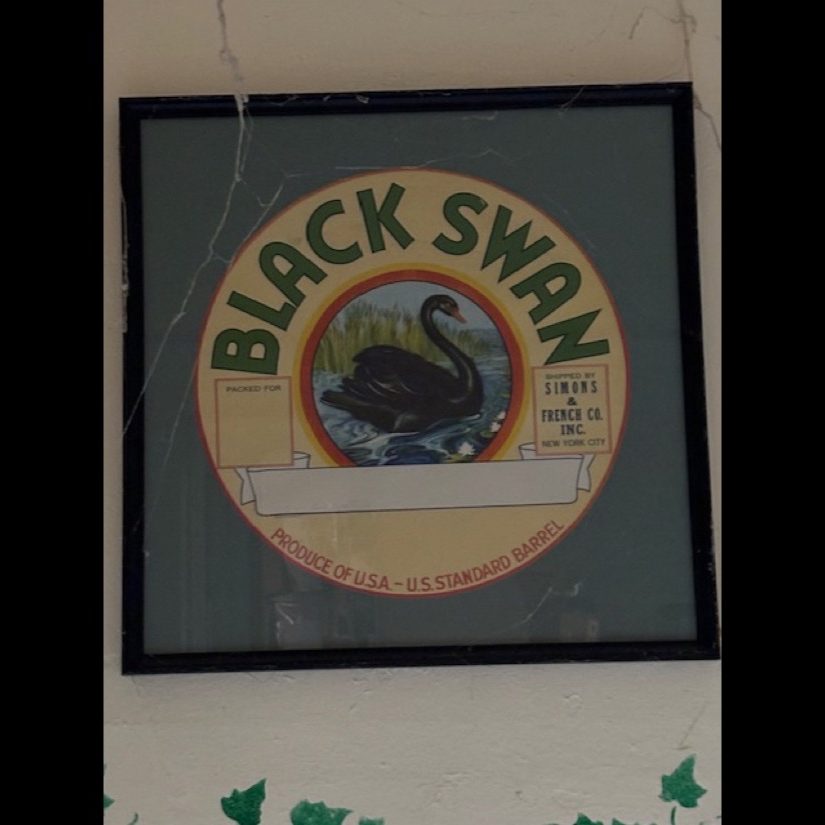 BLACK SWAN
PACKED FOR
SHIPPED BY
SIMONS
&
FRENCH CO.
INC.
NEW YORK CITY
PRODUCE OF U.S.A. - U.S. STANDARD BARREL